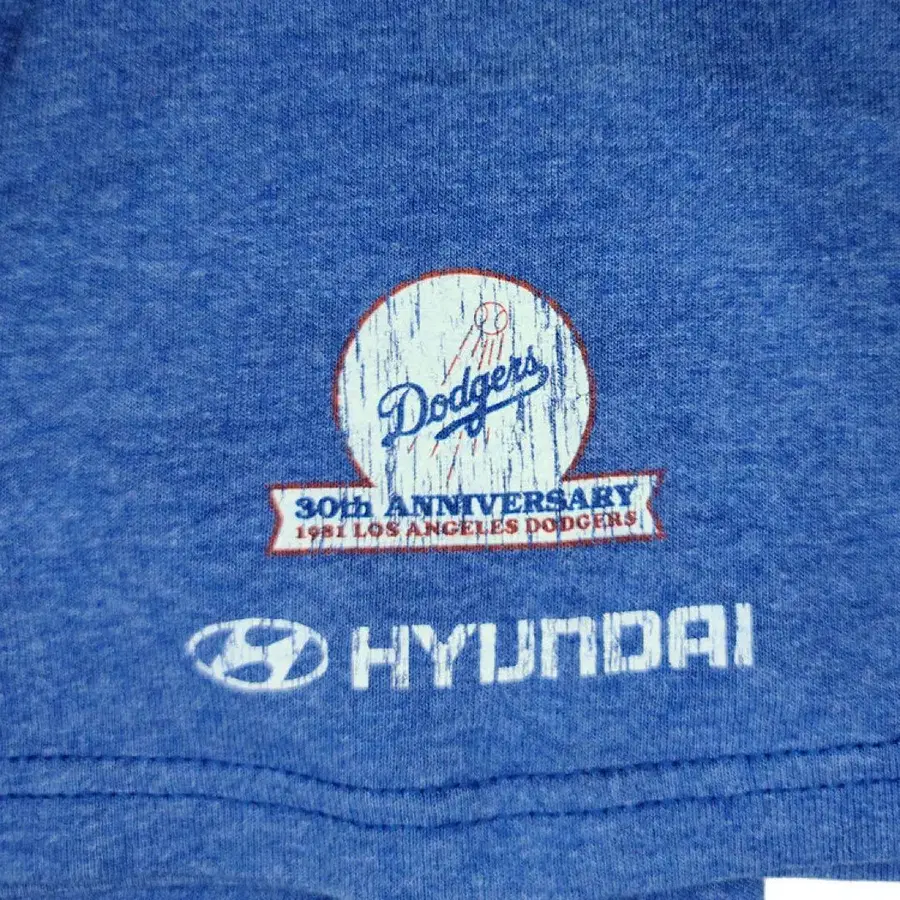 Dodgers
30th ANNIVERSARY
1981 LOS ANGELES DODGERS
HYUNDAI